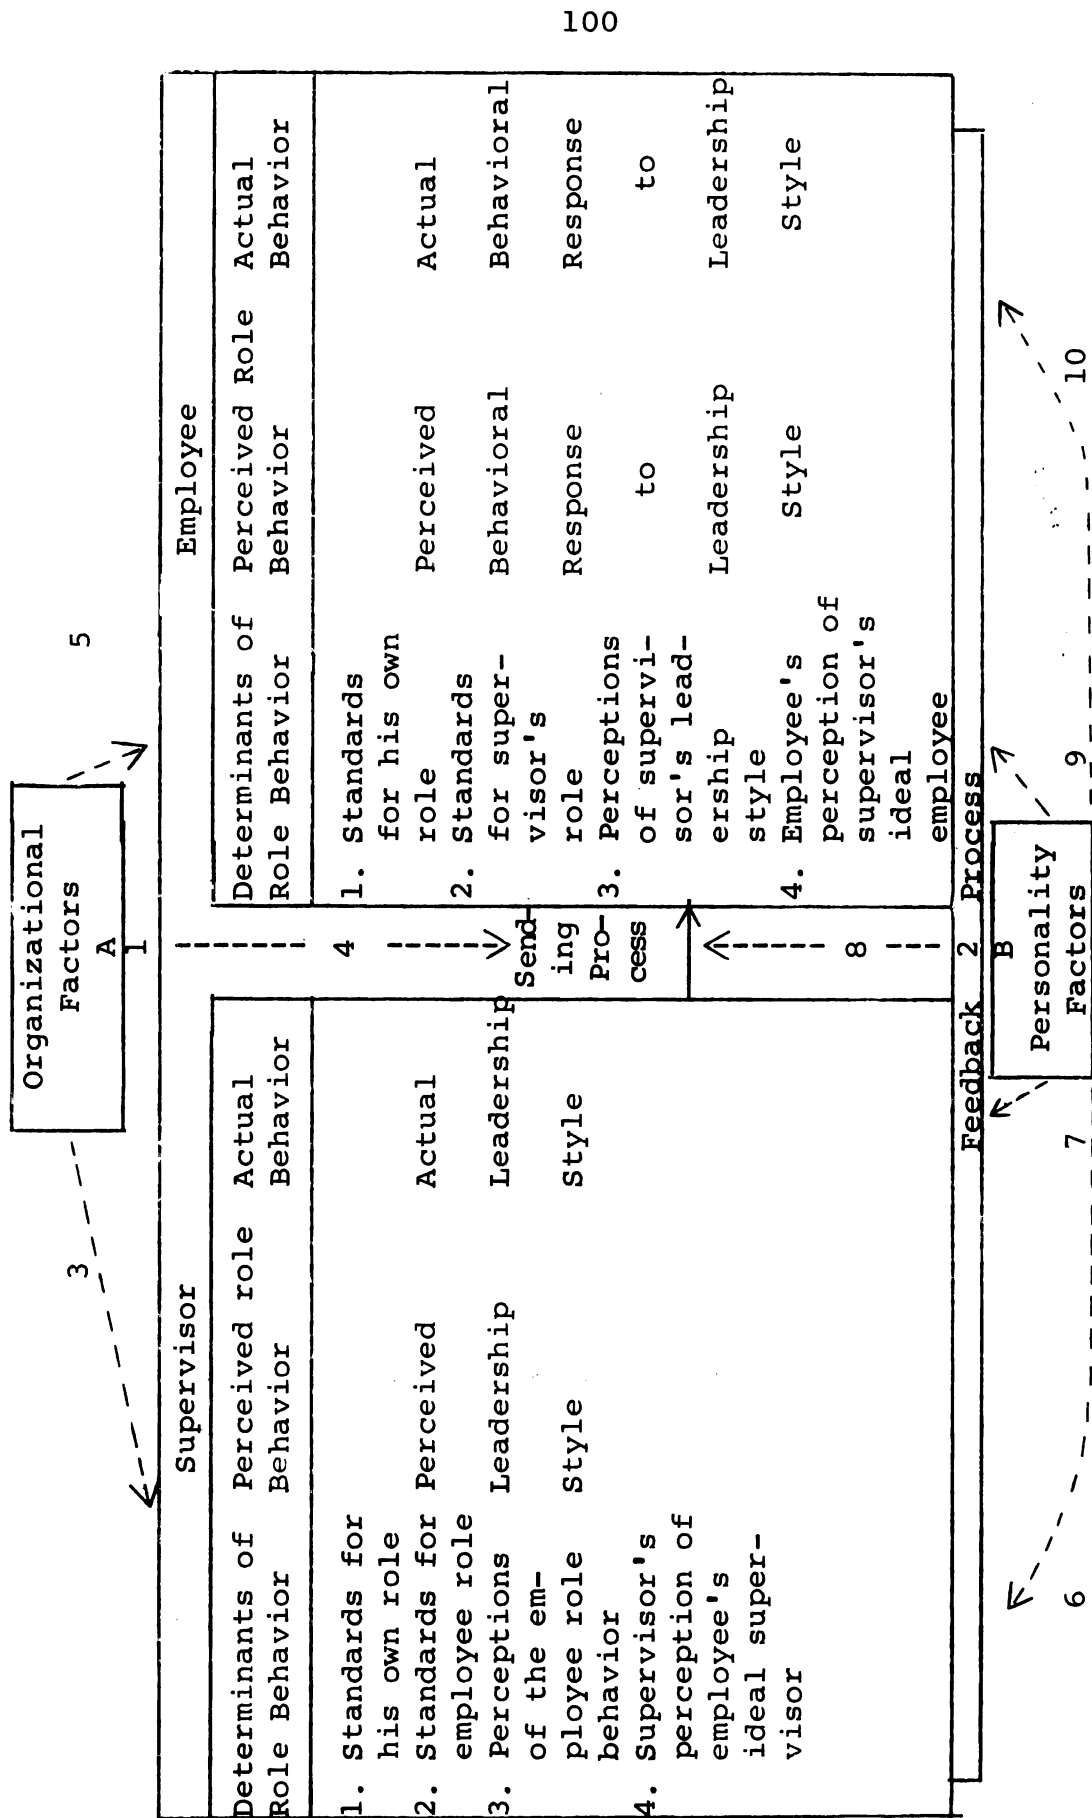 100
Organizational
Factors
A
1
3
5
Supervisor
Determinants of
Role Behavior
Perceived role
Behavior
Actual
Behavior
1. Standards for
his own role
2. Standards for
employee role
3. Perceptions
of the em-
ployee role
behavior
4. Supervisor's
perception of
employee's
ideal super-
visor
Perceived
Leadership
Style
Actual
Leadership
Style
4
Send-
ing
Pro-
cess
8
Employee
Determinants of
Role Behavior
Perceived Role
Behavior
Actual
Behavior
1. Standards
for his own
role
2. Standards
for super-
visor's
role
3. Perceptions
of supervi-
sor's lead-
ership
style
4. Employee's
perception of
supervisor's
ideal
employee
Perceived
Behavioral
Response
to
Leadership
Style
Actual
Behavioral
Response
to
Leadership
Style
Feedback 2 Process
B
Personality
Factors
6
7
9
10